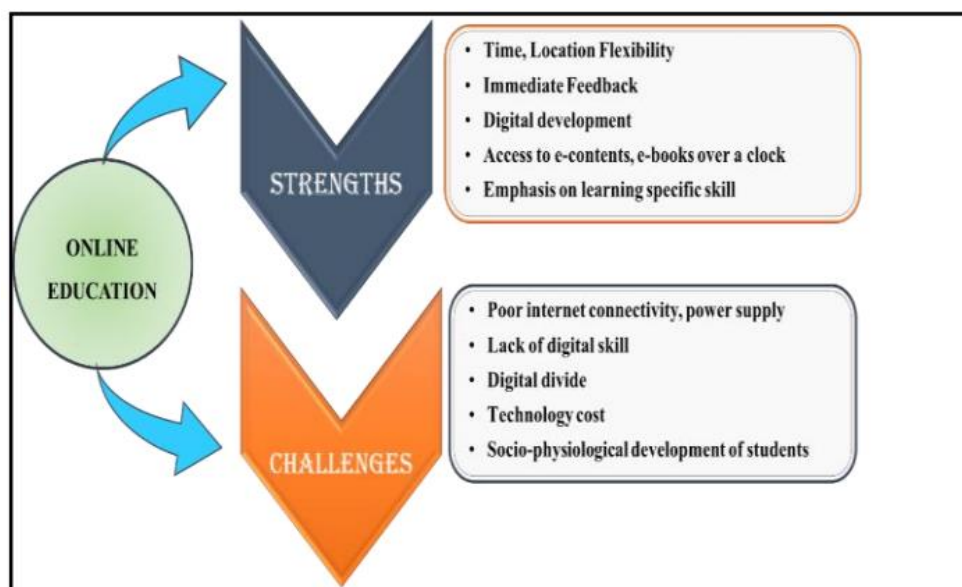 ONLINE
EDUCATION
STRENGTHS
• Time, Location Flexibility
• Immediate Feedback
• Digital development
• Access to e-contents, e-books over a clock
• Emphasis on learning specific skill
CHALLENGES
• Poor internet connectivity, power supply
• Lack of digital skill
• Digital divide
• Technology cost
• Socio-physiological development of students